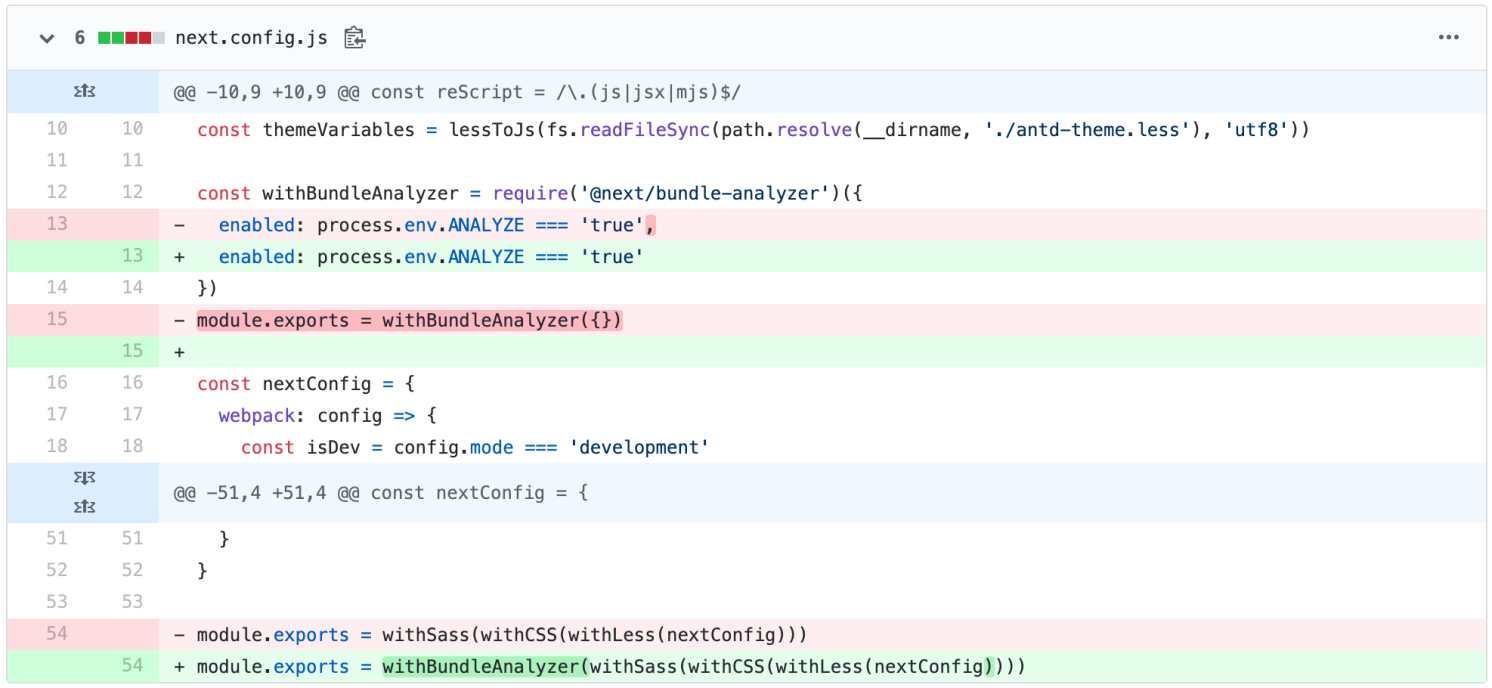 6 next.config.js
@@ -10,9 +10,9 @@ const reScript = /\.(js|jsx|mjs)$/
10 10 const themeVariables = lessToJs(fs.readFileSync(path.resolve(__dirname, './antd-theme.less'), 'utf8'))
11 11
12 12 const withBundleAnalyzer = require('@next/bundle-analyzer')({
13 - enabled: process.env.ANALYZE === 'true',
13 + enabled: process.env.ANALYZE === 'true'
14 14 })
15 - module.exports = withBundleAnalyzer({})
15 +
16 16 const nextConfig = {
17 17 webpack: config => {
18 18 const isDev = config.mode === 'development'
@@ -51,4 +51,4 @@ const nextConfig = {
51 51 }
52 52 }
53 53
54 - module.exports = withSass(withCSS(withLess(nextConfig)))
54 + module.exports = withBundleAnalyzer(withSass(withCSS(withLess(nextConfig))))